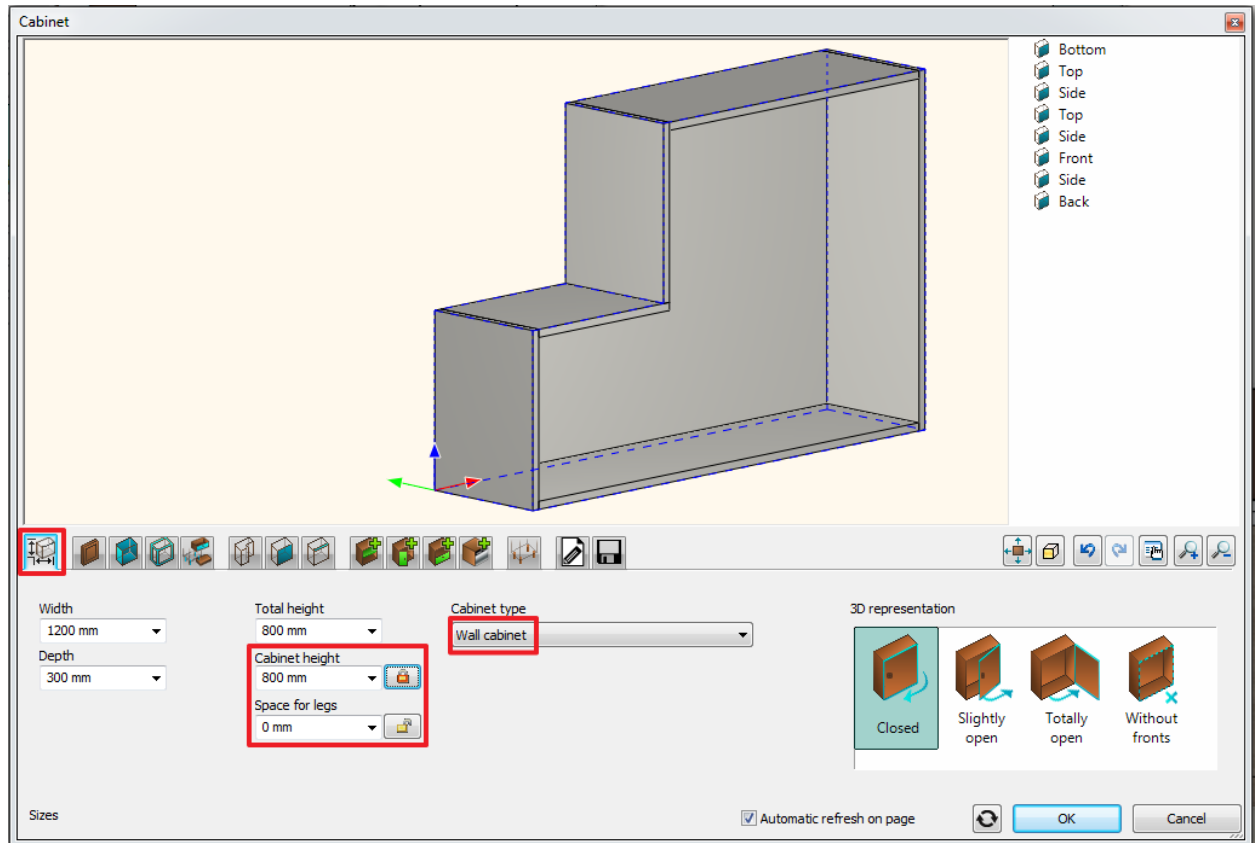 Cabinet
Bottom
Top
Side
Top
Side
Front
Side
Back
Width
1200 mm
Depth
300 mm
Total height
800 mm
Cabinet height
800 mm
Space for legs
0 mm
Cabinet type
Wall cabinet
3D representation
Closed
Slightly
open
Totally
open
Without
fronts
Sizes
Automatic refresh on page
OK
Cancel